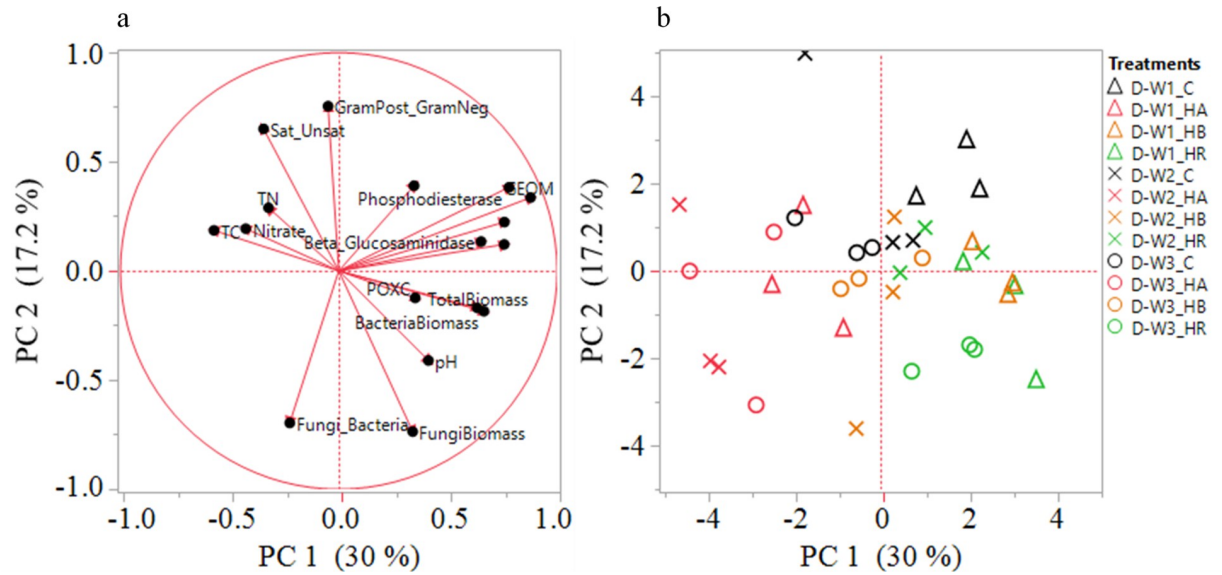 a
b
1.0
0.5
0.0
-0.5
-1.0
PC 2 (17.2 %)
GramPost_GramNeg
Sat_Unsat
TN
Phosphodiesterase
TC
Nitrate
Beta_Glucosaminidase
POXC
TotalBiomass
BacteriaBiomass
pH
Fungi_Bacteria
FungiBiomass
-1.0 -0.5 0.0 0.5 1.0
PC 1 (30 %)
4
2
0
-2
-4
PC 2 (17.2 %)
-4 -2 0 2 4
PC 1 (30 %)
Treatments
D-W1_C
D-W1_HA
D-W1_HB
D-W1_HR
D-W2_C
D-W2_HA
D-W2_HB
D-W2_HR
D-W3_C
D-W3_HA
D-W3_HB
D-W3_HR